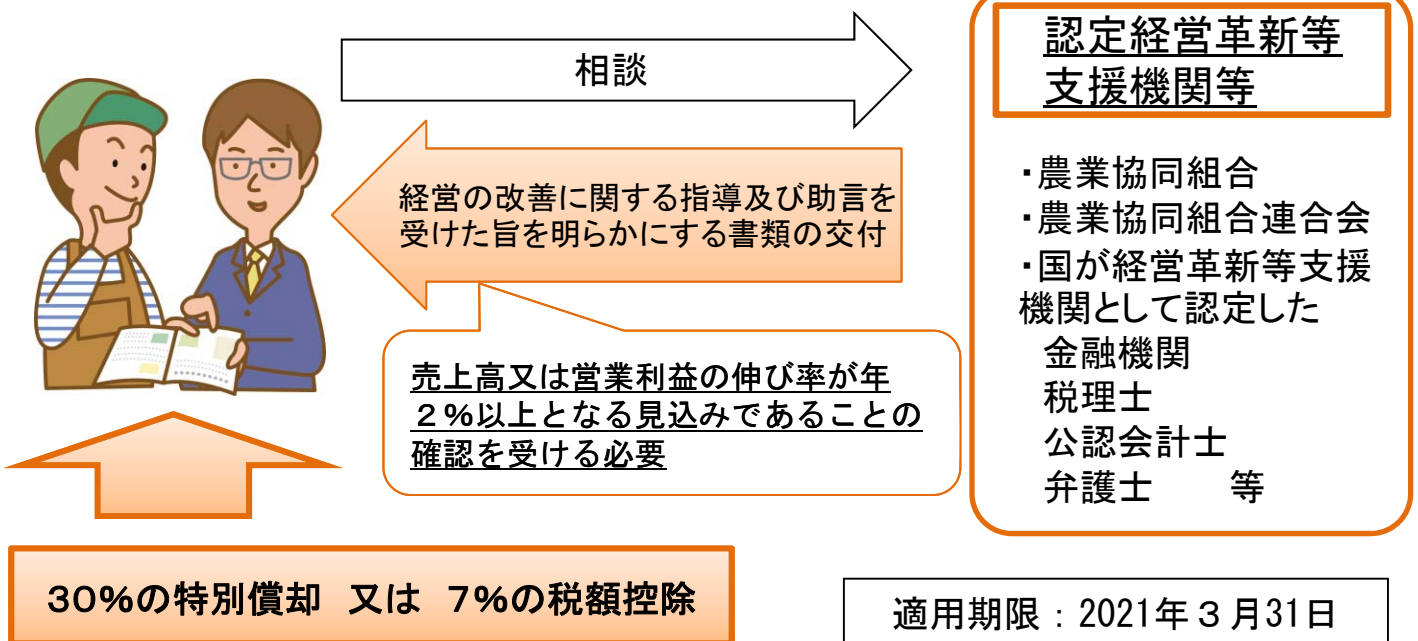 相談
認定経営革新等
支援機関等
・農業協同組合
・農業協同組合連合会
・国が経営革新等支援
機関として認定した
金融機関
税理士
公認会計士
弁護士　　等
経営の改善に関する指導及び助言を
受けた旨を明らかにする書類の交付
売上高又は営業利益の伸び率が年
２％以上となる見込みであることの
確認を受ける必要
30%の特別償却　又は　7%の税額控除
適用期限：2021年３月31日